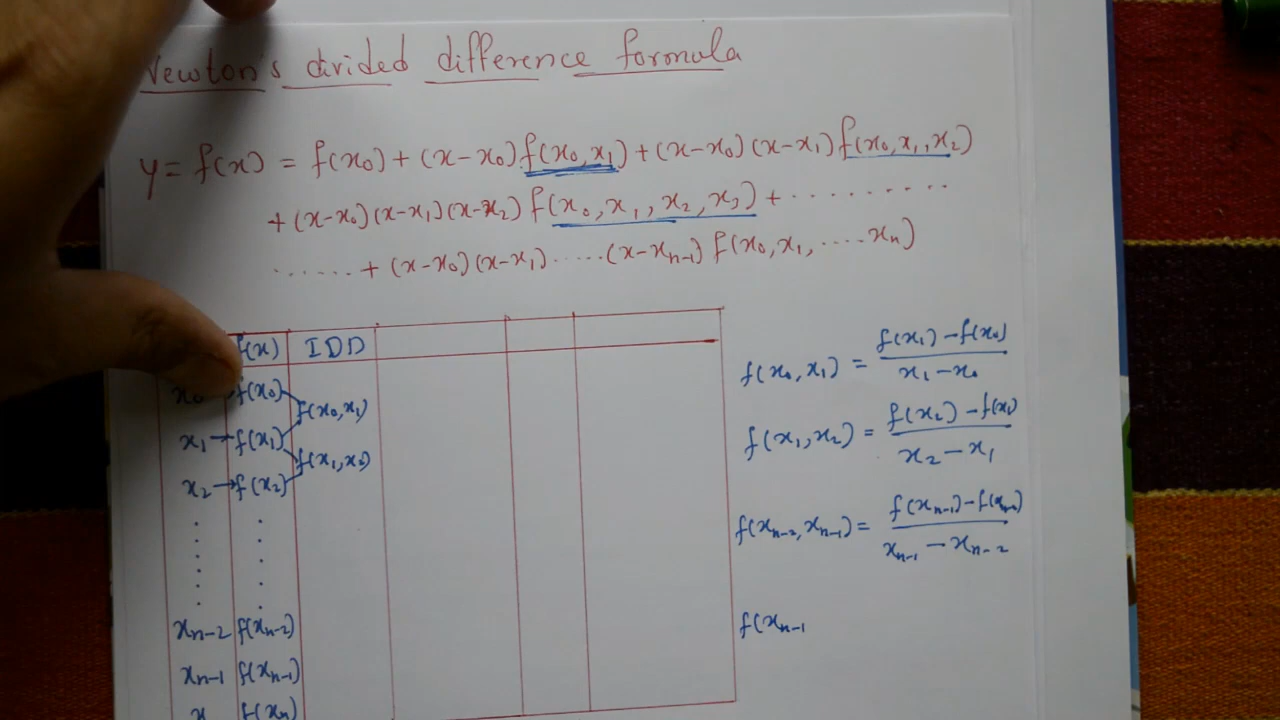 Newton's divided difference formula
y = f(x) = f(x₀) + (x-x₀) f(x₀,x₁) + (x-x₀)(x-x₁) f(x₀,x₁,x₂)
+ (x-x₀)(x-x₁)(x-x₂) f(x₀,x₁,x₂,x₃) + .........
...... + (x-x₀)(x-x₁) ..... (x-xₙ₋₁) f(x₀,x₁, ....xₙ)
f(x) IDD
x₀ → f(x₀)
f(x₀,x₁)
x₁ → f(x₁)
f(x₁,x₂)
x₂ → f(x₂)
xₙ₋₂ f(xₙ₋₂)
xₙ₋₁ f(xₙ₋₁)
f(xₙ)
f(x₀,x₁) = f(x₁)-f(x₀) / x₁-x₀
f(x₁,x₂) = f(x₂)-f(x₁) / x₂-x₁
f(xₙ₋₂,xₙ₋₁) = f(xₙ₋₁)-f(xₙ₋₂) / xₙ₋₁-xₙ₋₂
f(xₙ₋₁